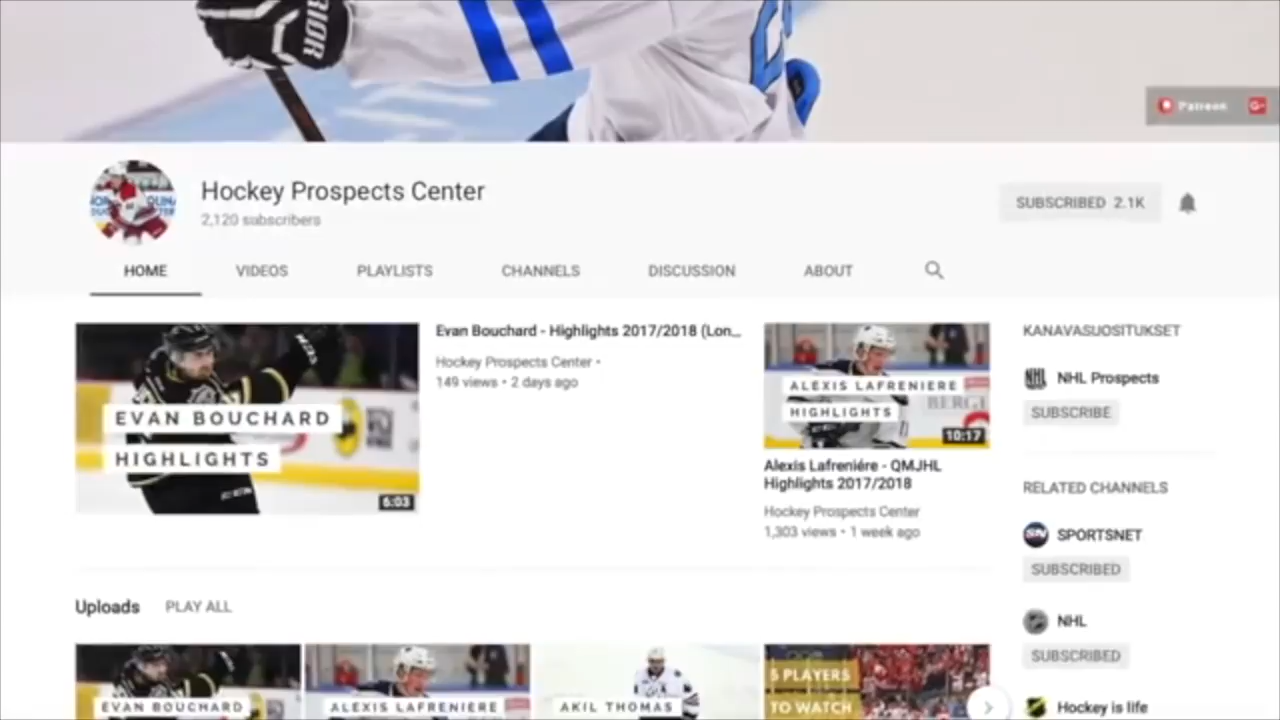 Patreon G+
Hockey Prospects Center
2,120 subscribers
SUBSCRIBED 2.1K
HOME VIDEOS PLAYLISTS CHANNELS DISCUSSION ABOUT
EVAN BOUCHARD
HIGHLIGHTS
6:03
Evan Bouchard - Highlights 2017/2018 (Lon...
Hockey Prospects Center •
149 views • 2 days ago
ALEXIS LAFRENIERE
HIGHLIGHTS
10:17
Alexis Lafreniére - QMJHL
Highlights 2017/2018
Hockey Prospects Center
1,303 views • 1 week ago
KANAVASUOSITUKSET
NHL Prospects
SUBSCRIBE
RELATED CHANNELS
SPORTSNET
SUBSCRIBED
NHL
SUBSCRIBED
Hockey is life
Uploads PLAY ALL
EVAN BOUCHARD
ALEXIS LAFRENIERE
AKIL THOMAS
5 PLAYERS
TO WATCH